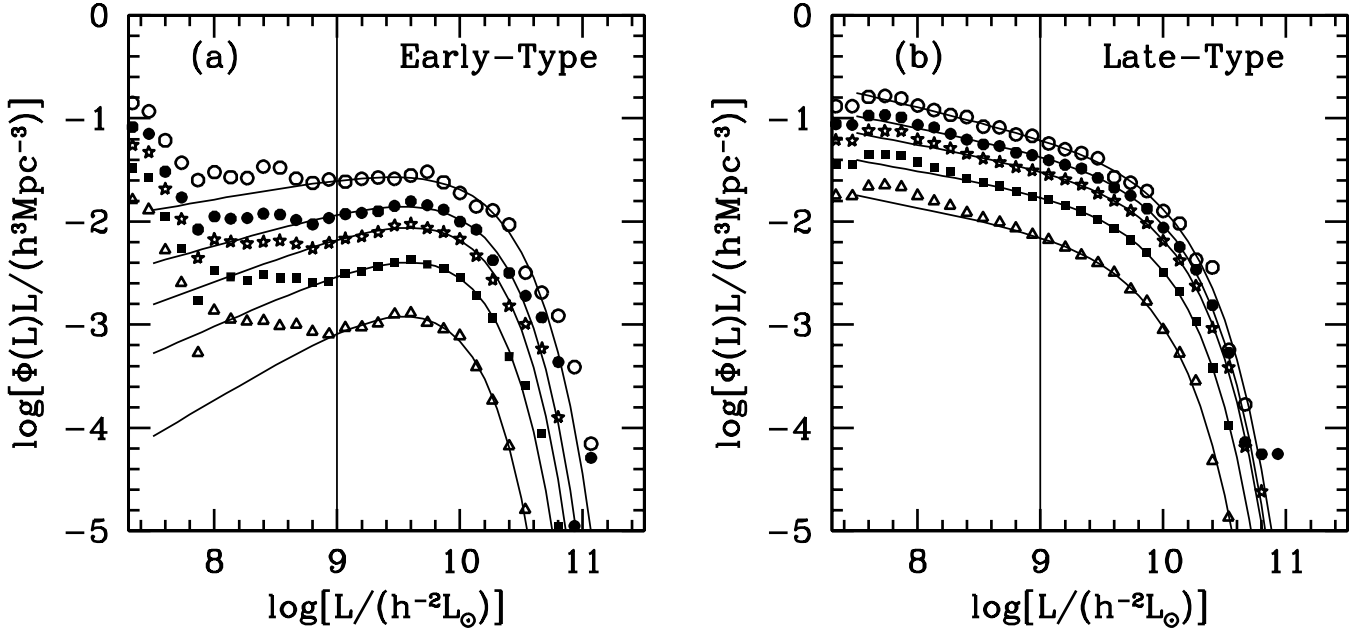 (a) Early-Type
0
-1
-2
-3
-4
-5
log[Φ(L)L/(h³Mpc⁻³)]
8 9 10 11
log[L/(h⁻²L⊙)]
(b) Late-Type
0
-1
-2
-3
-4
-5
log[Φ(L)L/(h³Mpc⁻³)]
8 9 10 11
log[L/(h⁻²L⊙)]